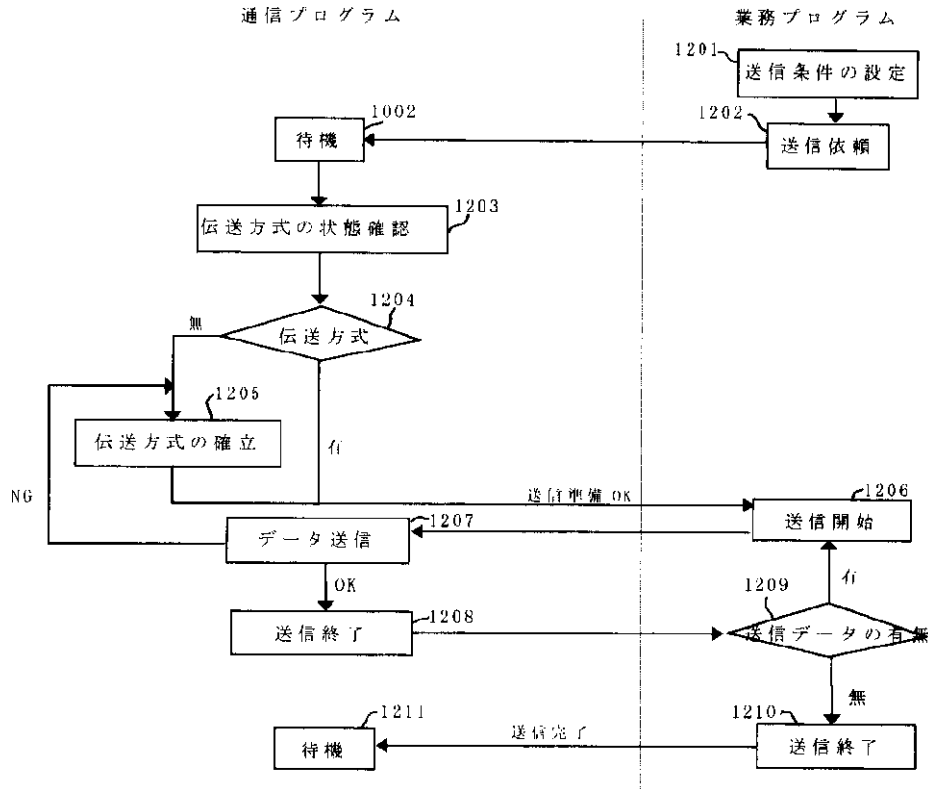 通信プログラム
業務プログラム
1201
送信条件の設定
1202
送信依頼
1002
待機
1203
伝送方式の状態確認
1204
伝送方式
無
有
1205
伝送方式の確立
NG
送信準備 OK
1206
送信開始
1207
データ送信
OK
有
1208
送信終了
1209
送信データの有無
無
1210
送信終了
送信完了
1211
待機